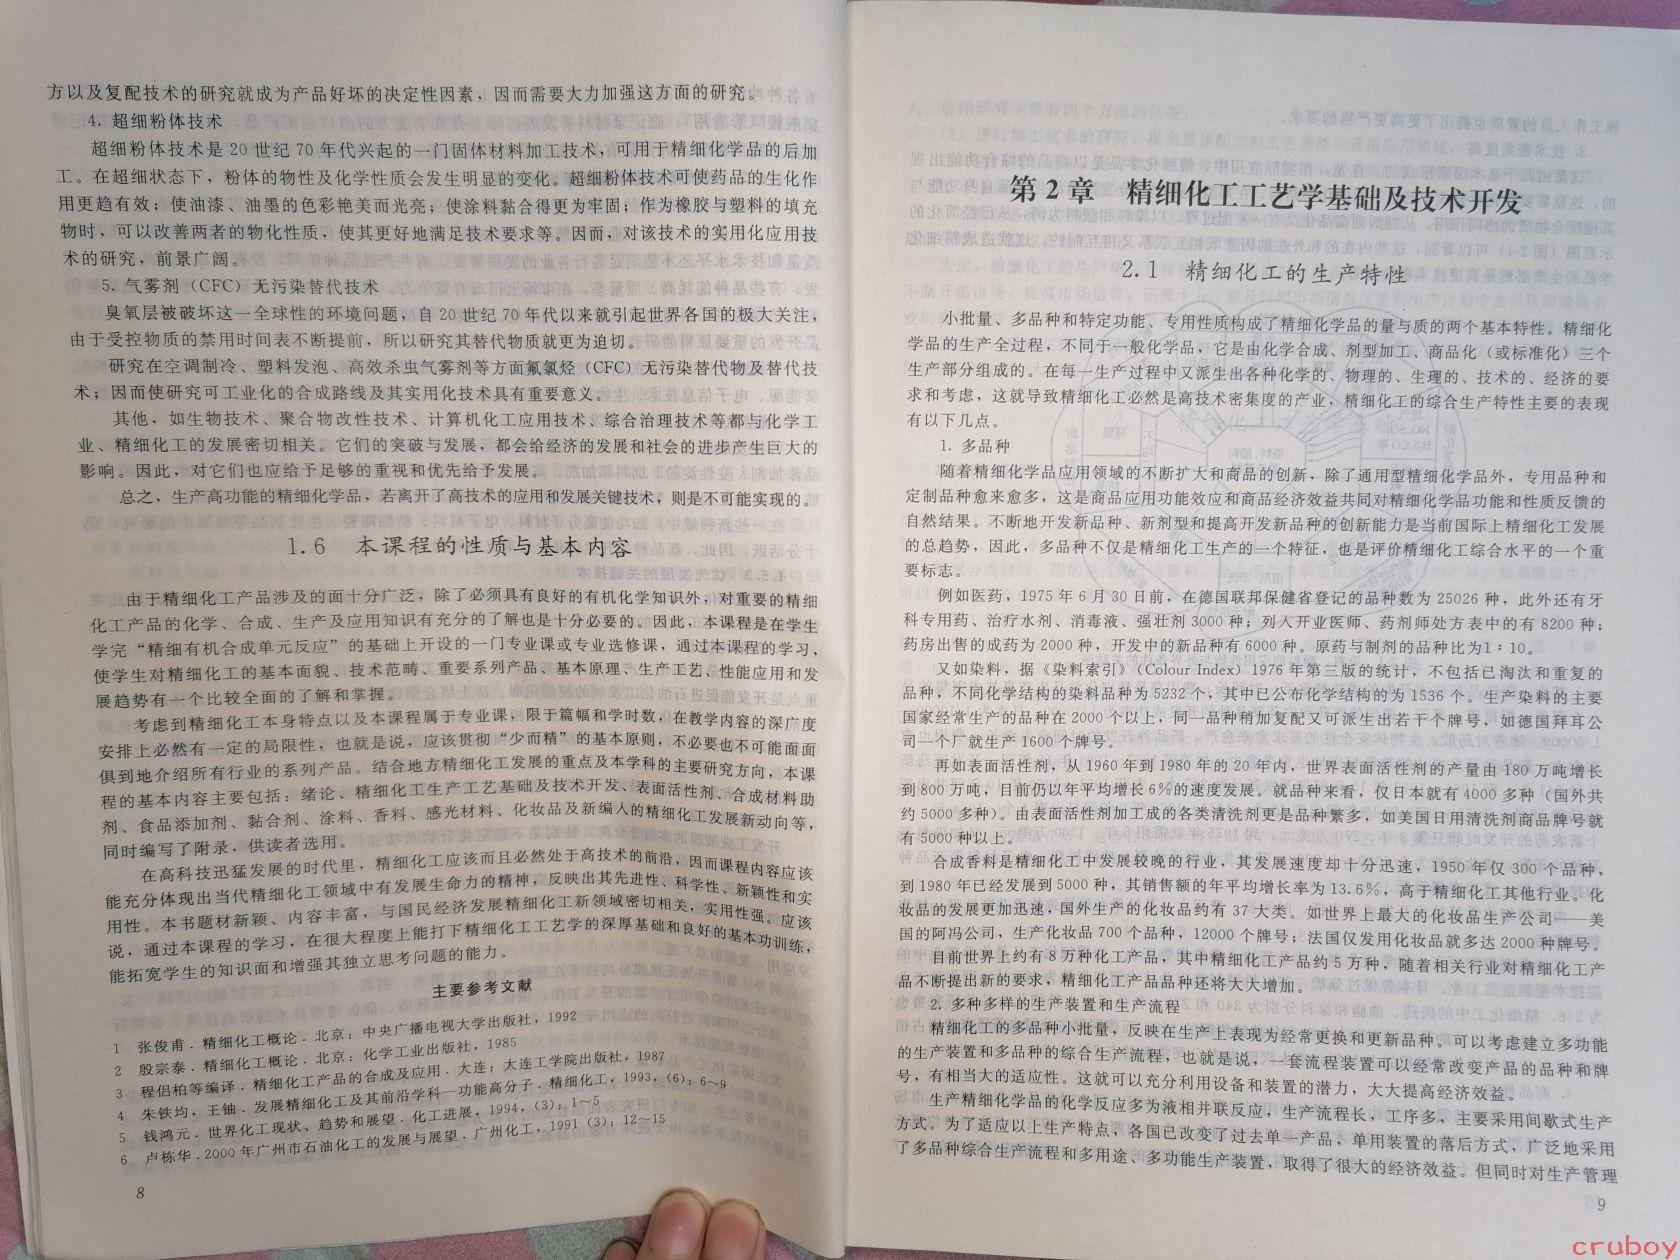 方以及复配技术的研究就成为产品好坏的决定性因素，因而需要大力加强这方面的研究。
4. 超细粉体技术
超细粉体技术是 20 世纪 70 年代兴起的一门固体材料加工技术，可用于精细化学品的后加
工。在超细状态下，粉体的物性及化学性质会发生明显的变化。超细粉体技术可使药品的生化作
用更趋有效；使油漆、油墨的色彩艳美而光亮；使涂料黏合得更为牢固；作为橡胶与塑料的填充
物时，可以改善两者的物化性质，使其更好地满足技术要求等。因而，对该技术的实用化应用技
术的研究，前景广阔。
5. 气雾剂（CFC）无污染替代技术
臭氧层被破坏这一全球性的环境问题，自 20 世纪 70 年代以来就引起世界各国的极大关注，
由于受控物质的禁用时间表不断提前，所以研究其替代物质就更为迫切。
研究在空调制冷、塑料发泡、高效杀虫气雾剂等方面氟氯烃（CFC）无污染替代物及替代技
术；因而使研究可工业化的合成路线及其实用化技术具有重要意义。
其他，如生物技术、聚合物改性技术、计算机化工应用技术、综合治理技术等都与化学工
业、精细化工的发展密切相关。它们的突破与发展，都会给经济的发展和社会的进步产生巨大的
影响。因此，对它们也应给予足够的重视和优先给予发展。
总之，生产高功能的精细化学品，若离开了高技术的应用和发展关键技术，则是不可能实现的。
1.6 本课程的性质与基本内容
由于精细化工产品涉及的面十分广泛，除了必须具有良好的有机化学知识外，对重要的精细
化工产品的化学、合成、生产及应用知识有充分的了解也是十分必要的。因此，本课程是在学生
学完“精细有机合成单元反应”的基础上开设的一门专业课或专业选修课，通过本课程的学习，
使学生对精细化工的基本面貌、技术范畴、重要系列产品、基本原理、生产工艺、性能应用和发
展趋势有一个比较全面的了解和掌握。
考虑到精细化工本身特点以及本课程属于专业课，限于篇幅和学时数，在教学内容的深广度
安排上必然有一定的局限性，也就是说，应该贯彻“少而精”的基本原则，不必要也不可能面面
俱到地介绍所有行业的系列产品。结合地方精细化工发展的重点及本学科的主要研究方向，本课
程的基本内容主要包括：绪论、精细化工生产工艺基础及技术开发、表面活性剂、合成材料助
剂、食品添加剂、黏合剂、涂料、香料、感光材料、化妆品及新编入的精细化工发展新动向等，
同时编写了附录，供读者选用。
在高科技迅猛发展的时代里，精细化工应该而且必然处于高技术的前沿，因而课程内容应该
能充分体现出当代精细化工领域中有发展生命力的精神，反映出其先进性、科学性、新颖性和实
用性。本书题材新颖、内容丰富，与国民经济发展精细化工新领域密切相关，实用性强。应该
说，通过本课程的学习，在很大程度上能打下精细化工工艺学的深厚基础和良好的基本功训练，
能拓宽学生的知识面和增强其独立思考问题的能力。
主要参考文献
1 张俊甫．精细化工概论．北京：中央广播电视大学出版社，1992
2 殷宗泰．精细化工概论．北京：化学工业出版社，1985
3 程侣柏等编译．精细化工产品的合成及应用．大连：大连工学院出版社，1987
4 朱铁均，王铀．发展精细化工及其前沿学科—功能高分子．精细化工，1993，（6）：6～9
5 钱鸿元．世界化工现状、趋势和展望．化工进展，1994，（3），1～5
6 卢栋华．2000 年广州市石油化工的发展与展望．广州化工，1991（3）：12～15
8
第 2 章 精细化工工艺学基础及技术开发
2.1 精细化工的生产特性
小批量、多品种和特定功能、专用性质构成了精细化学品的量与质的两个基本特性。精细化
学品的生产全过程，不同于一般化学品，它是由化学合成、剂型加工、商品化（或标准化）三个
生产部分组成的。在每一生产过程中又派生出各种化学的、物理的、生理的、技术的、经济的要
求和考虑，这就导致精细化工必然是高技术密集度的产业，精细化工的综合生产特性主要的表现
有以下几点。
1. 多品种
随着精细化学品应用领域的不断扩大和商品的创新，除了通用型精细化学品外，专用品种和
定制品种愈来愈多，这是商品应用功能效应和商品经济效益共同对精细化学品功能和性质反馈的
自然结果。不断地开发新品种、新剂型和提高开发新品种的创新能力是当前国际上精细化工发展
的总趋势，因此，多品种不仅是精细化工生产的一个特征，也是评价精细化工综合水平的一个重
要标志。
例如医药，1975 年 6 月 30 日前，在德国联邦保健省登记的品种数为 25026 种，此外还有牙
科专用药、治疗水剂、消毒液、强壮剂 3000 种；列入开业医师、药剂师处方表中的有 8200 种；
药房出售的成药为 2000 种，开发中的新品种有 6000 种。原药与制剂的品种比为1：10。
又如染料，据《染料索引》（Colour Index）1976 年第三版的统计，不包括已淘汰和重复的
品种，不同化学结构的染料品种为 5232 个，其中已公布化学结构的为 1536 个。生产染料的主要
国家经常生产的品种在 2000 个以上，同一品种稍加复配又可派生出若干个牌号，如德国拜耳公
司一个厂就生产 1600 个牌号。
再如表面活性剂，从 1960 年到 1980 年的 20 年内，世界表面活性剂的产量由 180 万吨增长
到 800 万吨，目前仍以年平均增长 6%的速度发展，就品种来看，仅日本就有 4000 多种（国外共
约 5000 多种）。由表面活性剂加工成的各类清洗剂更是品种繁多，如美国日用清洗剂商品牌号就
有 5000 种以上。
合成香料是精细化工中发展较晚的行业，其发展速度却十分迅速，1950 年仅 300 个品种，
到 1980 年已经发展到 5000 种，其销售额的年平均增长率为 13.6%，高于精细化工其他行业。化
妆品的发展更加迅速，国外生产的化妆品约有 37 大类。如世界上最大的化妆品生产公司——美
国的阿冯公司，生产化妆品 700 个品种，12000 个牌号；法国仅发用化妆品就多达 2000 种牌号，
目前世界上约有 8 万种化工产品，其中精细化工产品约 5 万种，随着相关行业对精细化工产
品不断提出新的要求，精细化工产品品种还将大大增加。
2. 多种多样的生产装置和生产流程
精细化工的多品种小批量，反映在生产上表现为经常更换和更新品种。可以考虑建立多功能
的生产装置和多品种的综合生产流程，也就是说，一套流程装置可以经常改变产品的品种和牌
号，有相当大的适应性。这就可以充分利用设备和装置的潜力，大大提高经济效益。
生产精细化学品的化学反应多为液相并联反应，生产流程长，工序多，主要采用间歇式生产
方式。为了适应以上生产特点，各国已改变了过去单一产品，单用装置的落后方式，广泛地采用
了多品种综合生产流程和多用途、多功能生产装置，取得了很大的经济效益。但同时对生产管理
9
cruboy